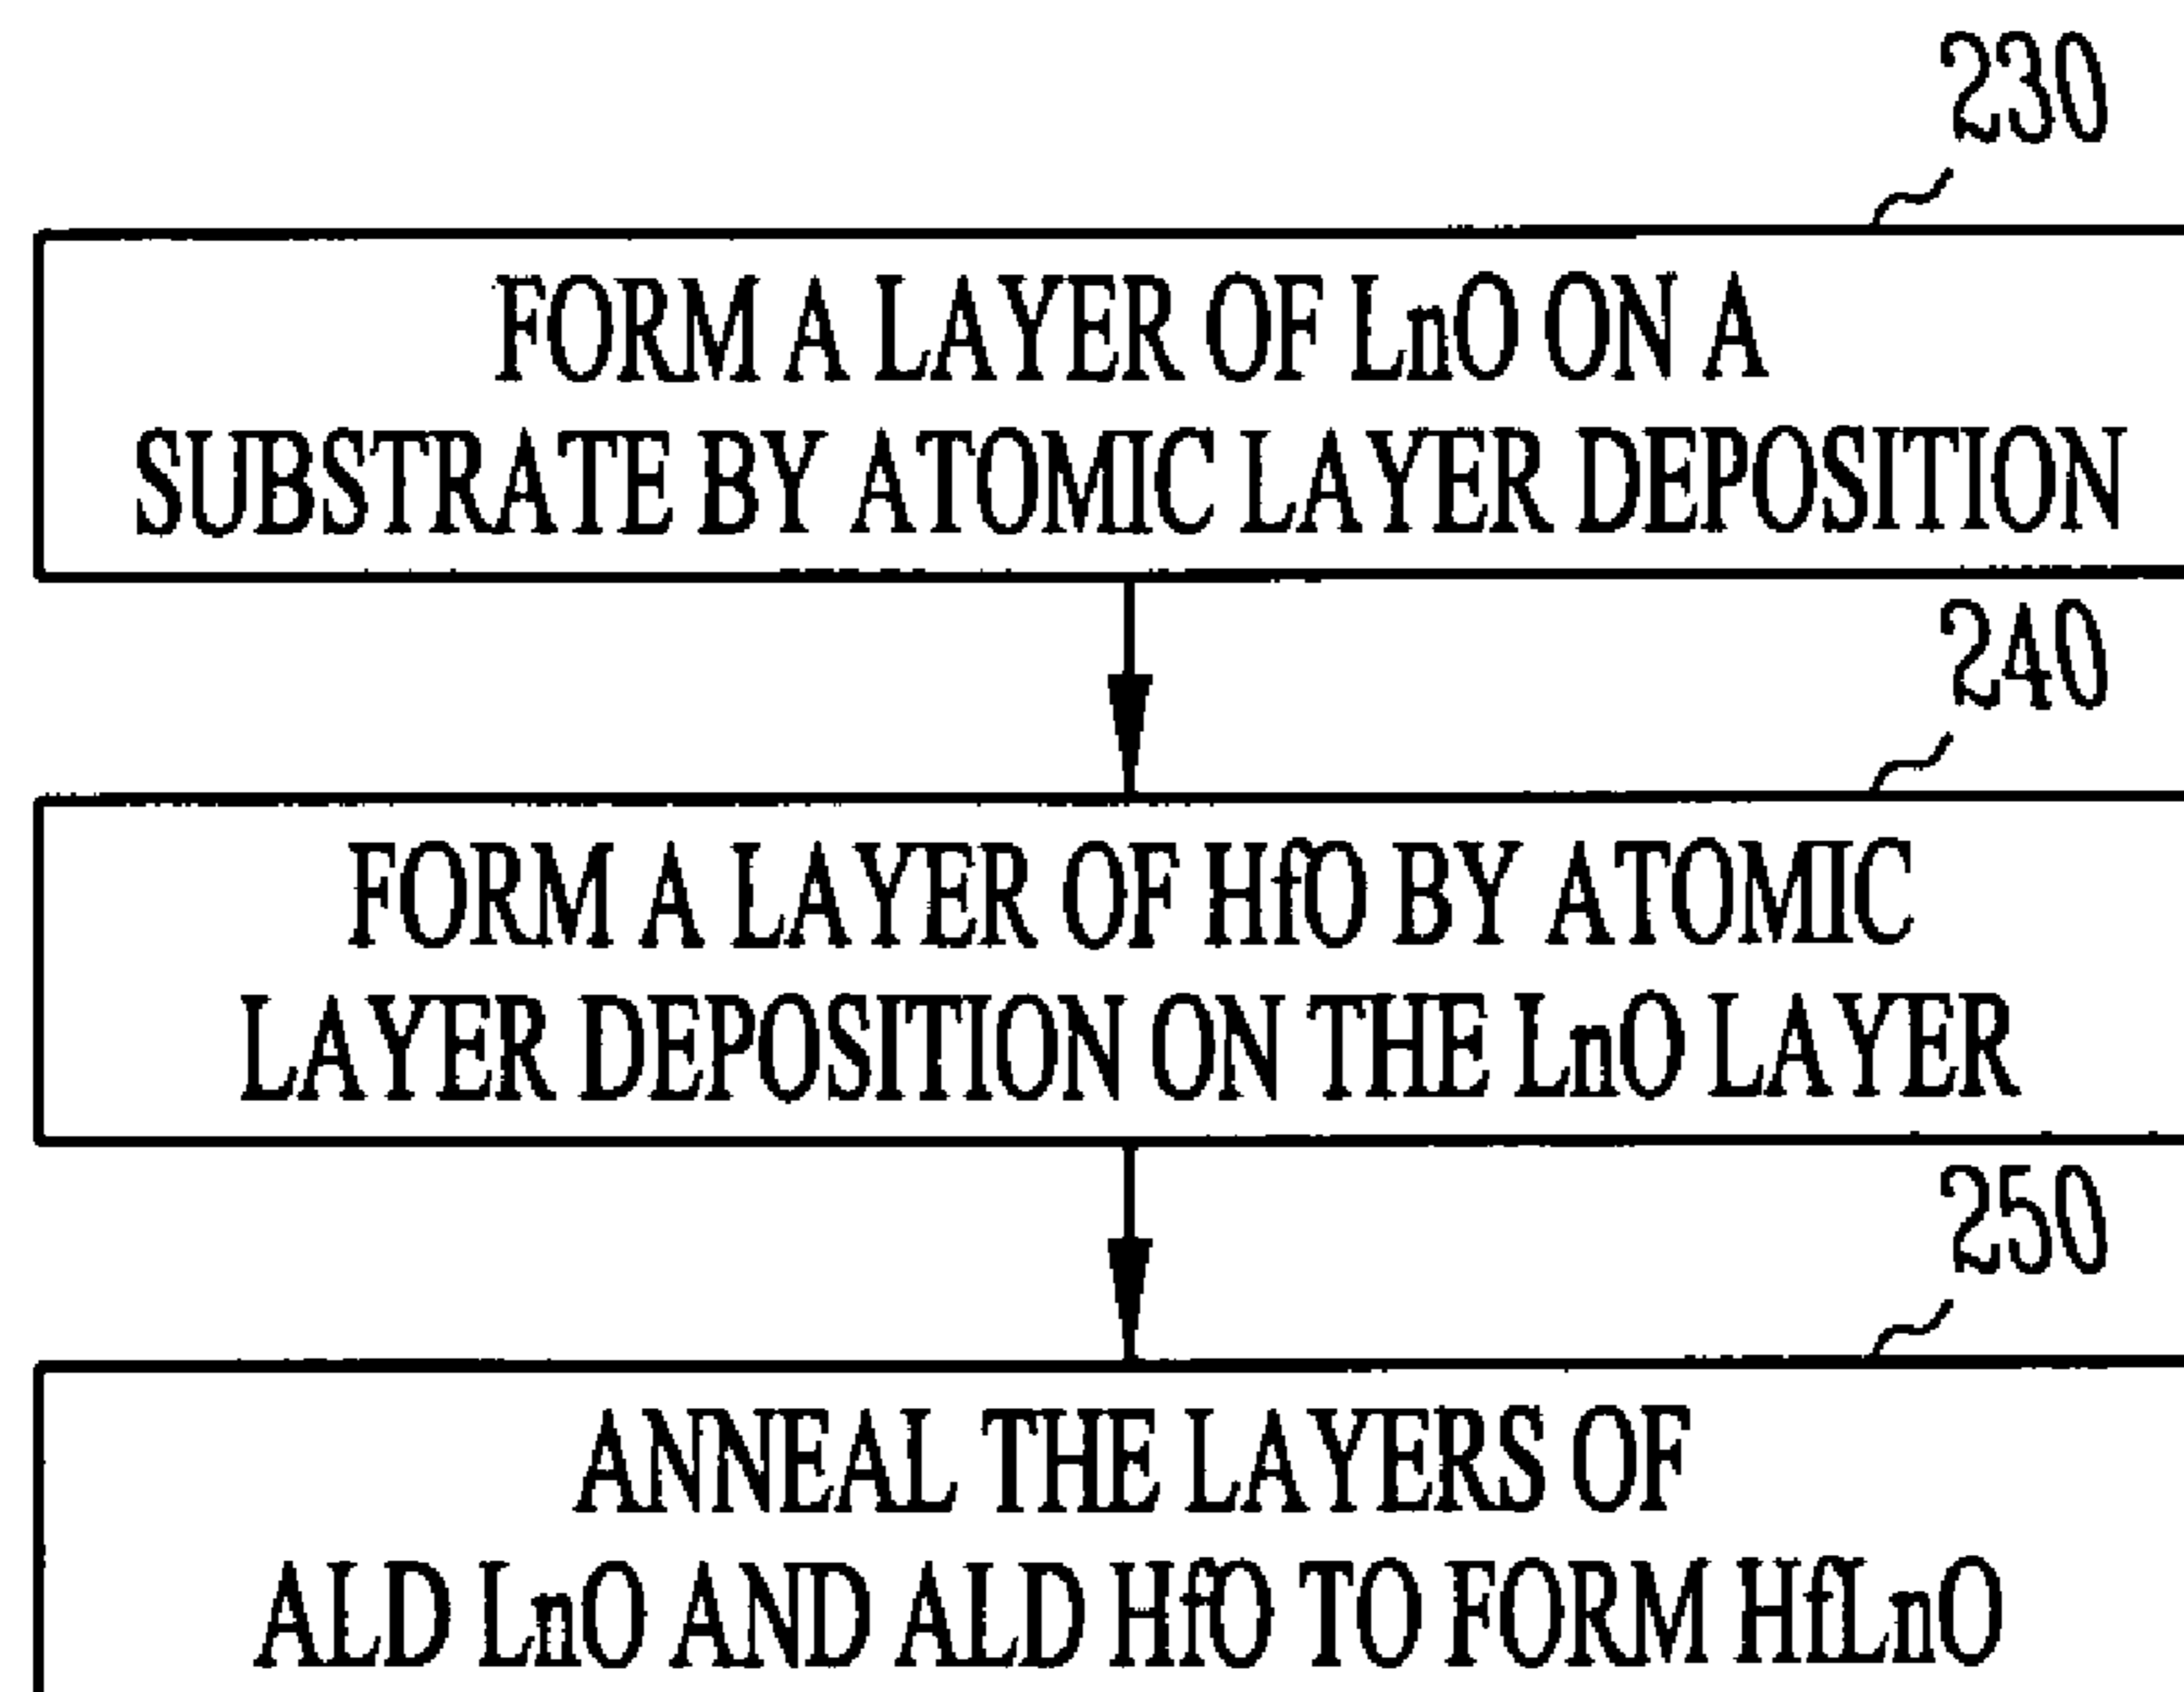 230
FORM A LAYER OF LnO ON A
SUBSTRATE BY ATOMIC LAYER DEPOSITION
240
FORM A LAYER OF HfO BY ATOMIC
LAYER DEPOSITION ON THE LnO LAYER
250
ANNEAL THE LAYERS OF
ALD LnO AND ALD HfO TO FORM HfLnO